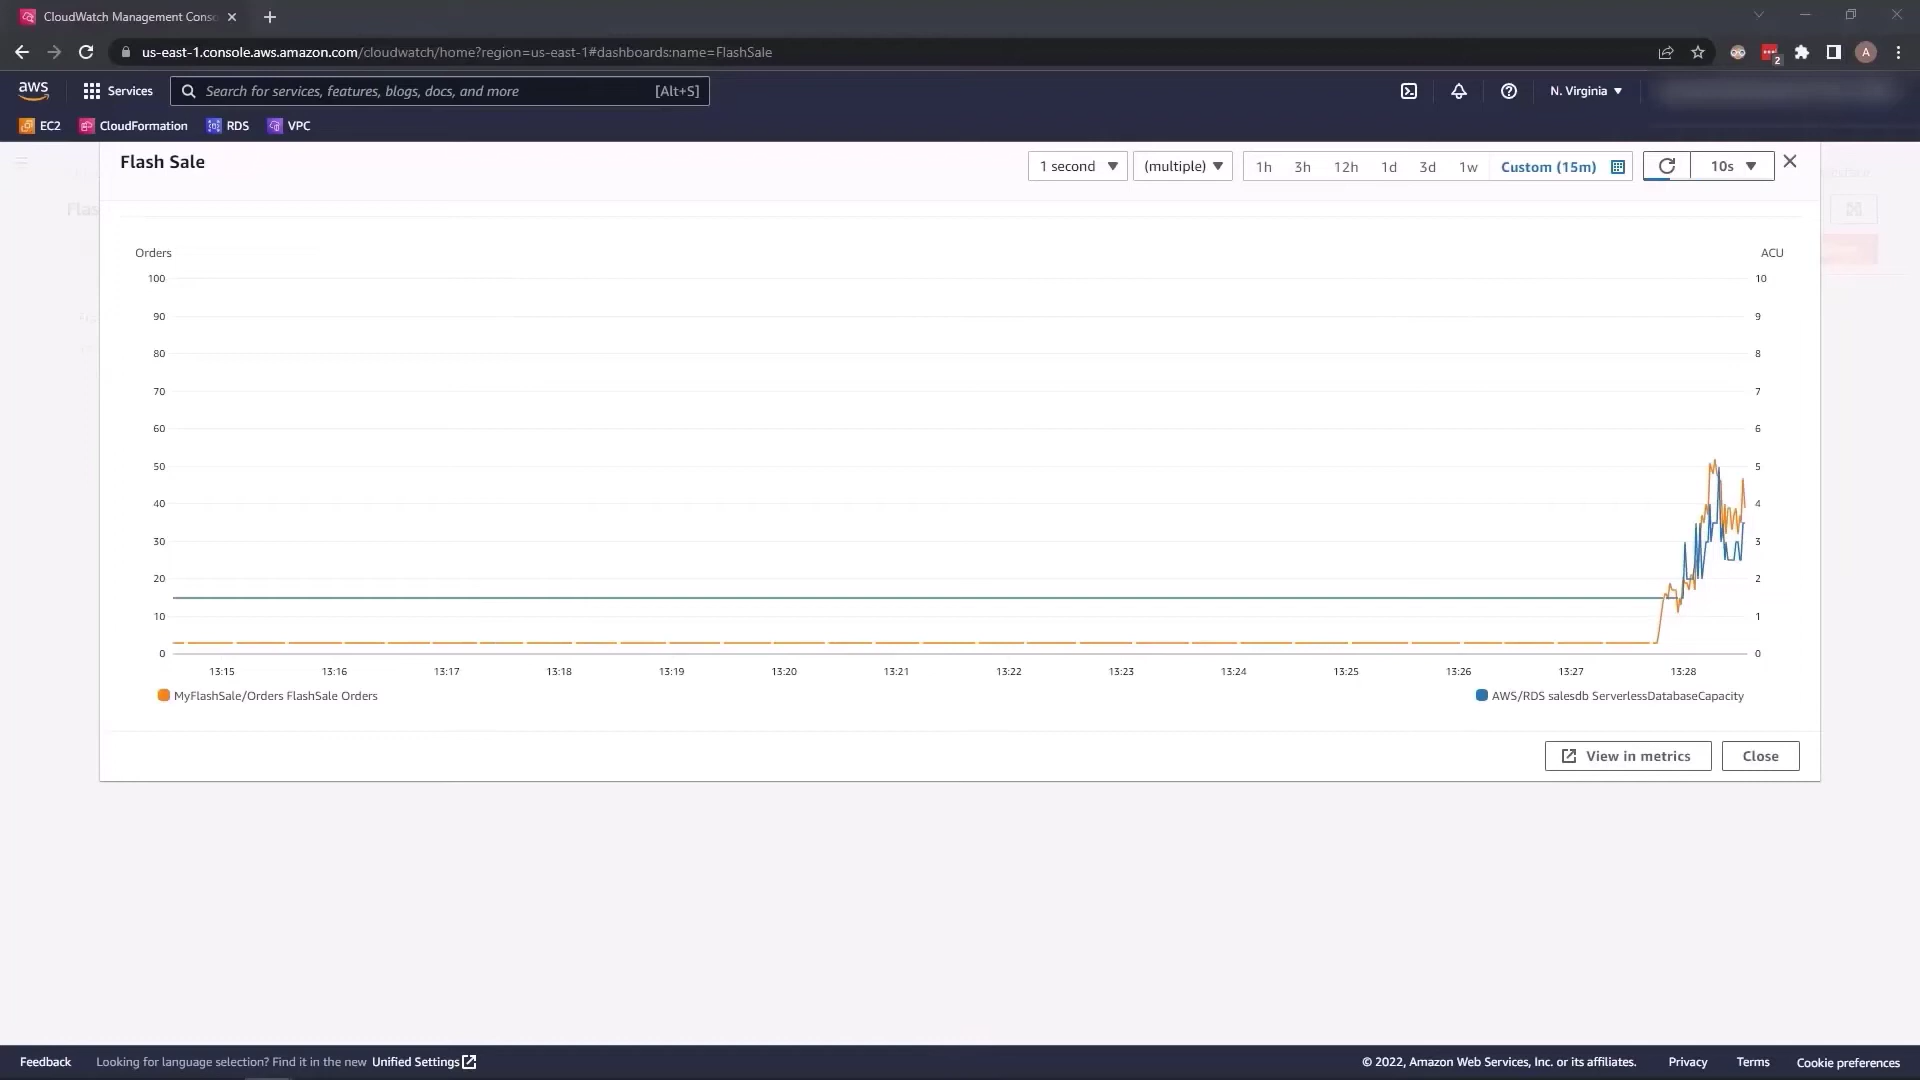 CloudWatch Management Conso
us-east-1.console.aws.amazon.com/cloudwatch/home?region=us-east-1#dashboards:name=FlashSale
2
A
aws
Services
Search for services, features, blogs, docs, and more
[Alt+S]
N. Virginia
EC2
CloudFormation
RDS
VPC
Flash Sale
1 second
(multiple)
1h
3h
12h
1d
3d
1w
Custom (15m)
10s
Flas
Orders
ACU
100
10
90
9
80
8
70
7
60
6
50
5
40
4
30
3
20
2
10
1
0
0
13:15
13:16
13:17
13:18
13:19
13:20
13:21
13:22
13:23
13:24
13:25
13:26
13:27
13:28
MyFlashSale/Orders FlashSale Orders
AWS/RDS salesdb ServerlessDatabaseCapacity
View in metrics
Close
Feedback
Looking for language selection? Find it in the new Unified Settings
© 2022, Amazon Web Services, Inc. or its affiliates.
Privacy
Terms
Cookie preferences